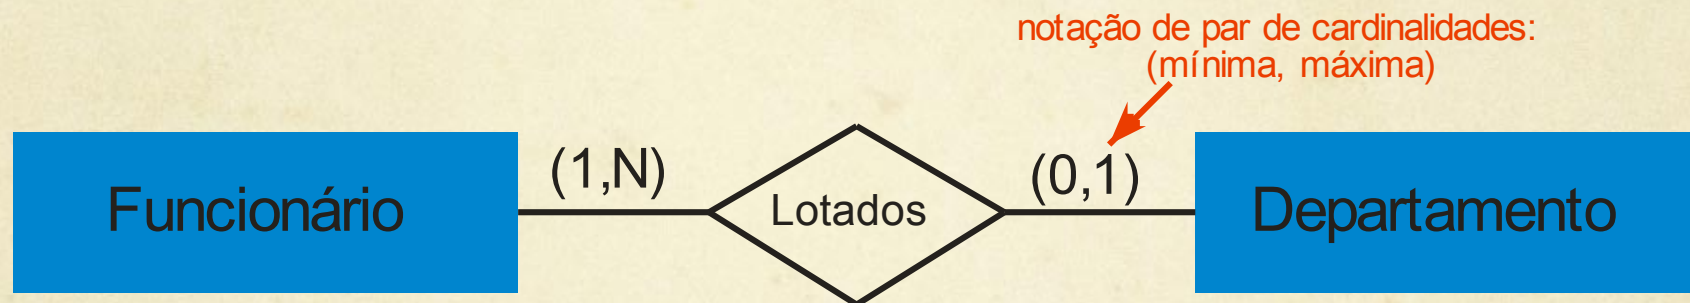 notação de par de cardinalidades:
(mínima, máxima)
Funcionário
(1,N)
Lotados
(0,1)
Departamento